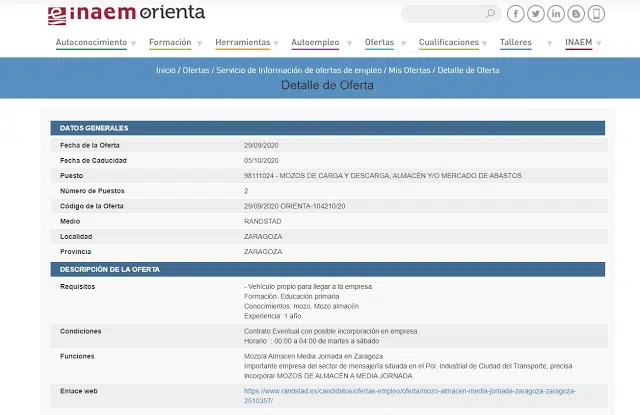 inaem orienta
Autoconocimiento Formación Herramientas Autoempleo Ofertas Cualificaciones Talleres INAEM
Inicio / Ofertas / Servicio de Información de ofertas de empleo / Mis Ofertas / Detalle de Oferta
Detalle de Oferta
DATOS GENERALES
Fecha de la Oferta 29/09/2020
Fecha de Caducidad 05/10/2020
Puesto 98111024 - MOZOS DE CARGA Y DESCARGA, ALMACÉN Y/O MERCADO DE ABASTOS
Número de Puestos 2
Código de la Oferta 29/09/2020 ORIENTA-104210/20
Medio RANDSTAD
Localidad ZARAGOZA
Provincia ZARAGOZA
DESCRIPCIÓN DE LA OFERTA
Requisitos - Vehículo propio para llegar a la empresa.
Formación: Educación primaria
Conocimientos: mozo, Mozo almacén
Experiencia: 1 año
Condiciones Contrato Eventual con posible incorporación en empresa.
Horario : 00:00 a 04:00 de martes a sábado
Funciones Mozo/a Almacen Media Jornada en Zaragoza
Importante empresa del sector de mensajería situada en el Pol. Industrial de Ciudad del Transporte, precisa
incorporar MOZOS DE ALMACÉN A MEDIA JORNADA.
Enlace web https://www.randstad.es/candidatos/ofertas-empleo/oferta/mozo-almacen-media-jornada-zaragoza-zaragoza-
2510357/